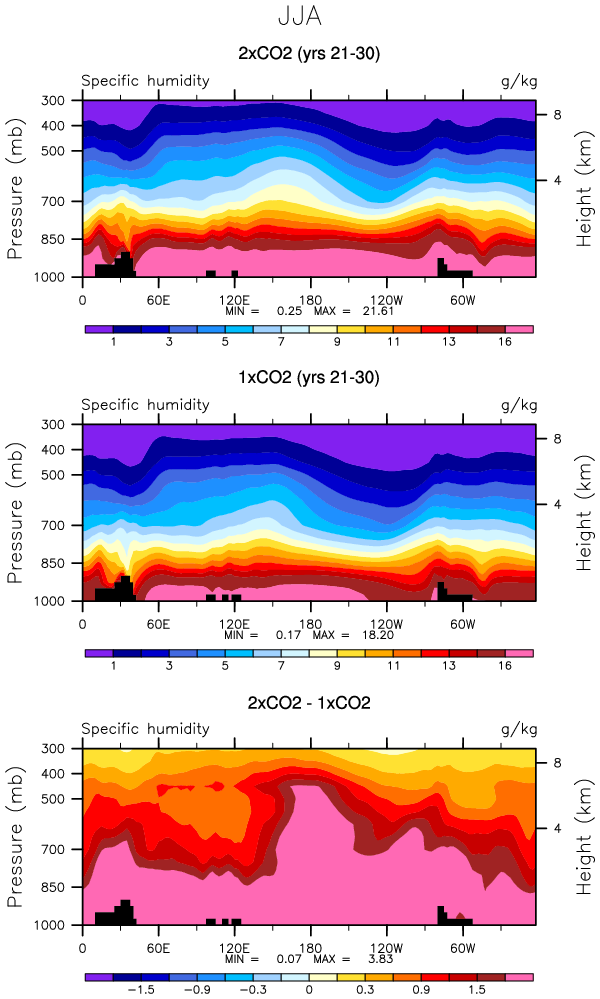 JJA
2xCO2 (yrs 21-30)
Specific humidity g/kg
300
400
500
700
850
1000
Pressure (mb)
8
4
Height (km)
0 60E 120E 180 120W 60W
MIN = 0.25 MAX = 21.61
1 3 5 7 9 11 13 16
1xCO2 (yrs 21-30)
Specific humidity g/kg
300
400
500
700
850
1000
Pressure (mb)
8
4
Height (km)
0 60E 120E 180 120W 60W
MIN = 0.17 MAX = 18.20
1 3 5 7 9 11 13 16
2xCO2 - 1xCO2
Specific humidity g/kg
300
400
500
700
850
1000
Pressure (mb)
8
4
Height (km)
0 60E 120E 180 120W 60W
MIN = 0.07 MAX = 3.83
-1.5 -0.9 -0.3 0 0.3 0.9 1.5